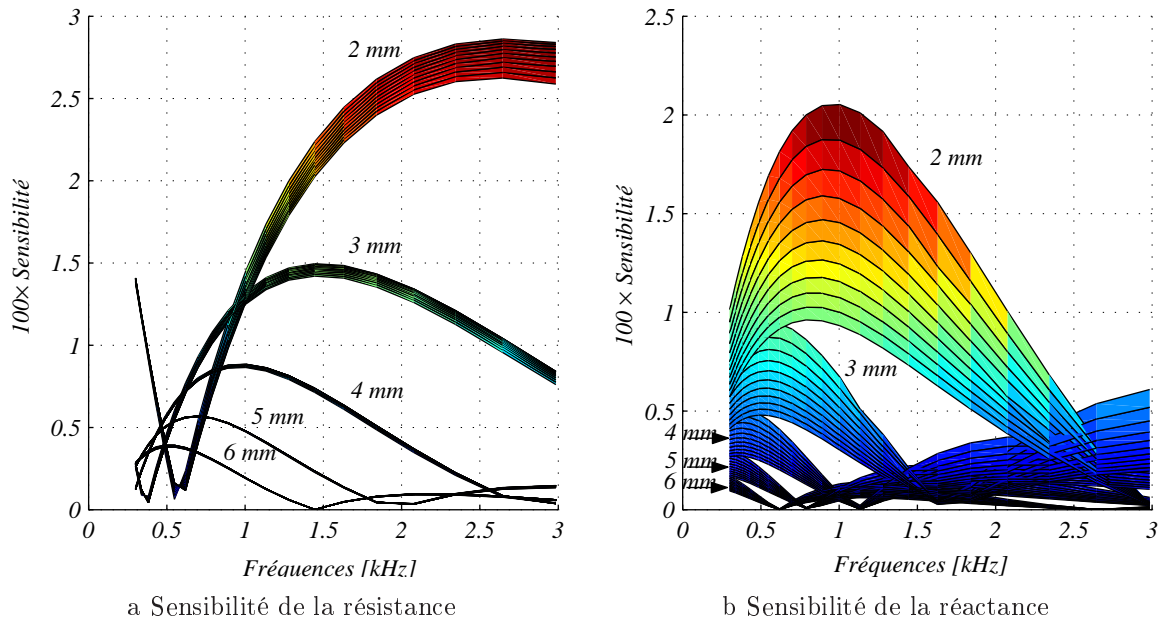 3
2.5
2
1.5
1
0.5
0
0 0.5 1 1.5 2 2.5 3
100× Sensibilité
Fréquences [kHz]
2 mm
3 mm
4 mm
5 mm
6 mm
a Sensibilité de la résistance
2.5
2
1.5
1
0.5
0
0 0.5 1 1.5 2 2.5 3
100× Sensibilité
Fréquences [kHz]
2 mm
3 mm
4 mm
5 mm
6 mm
b Sensibilité de la réactance